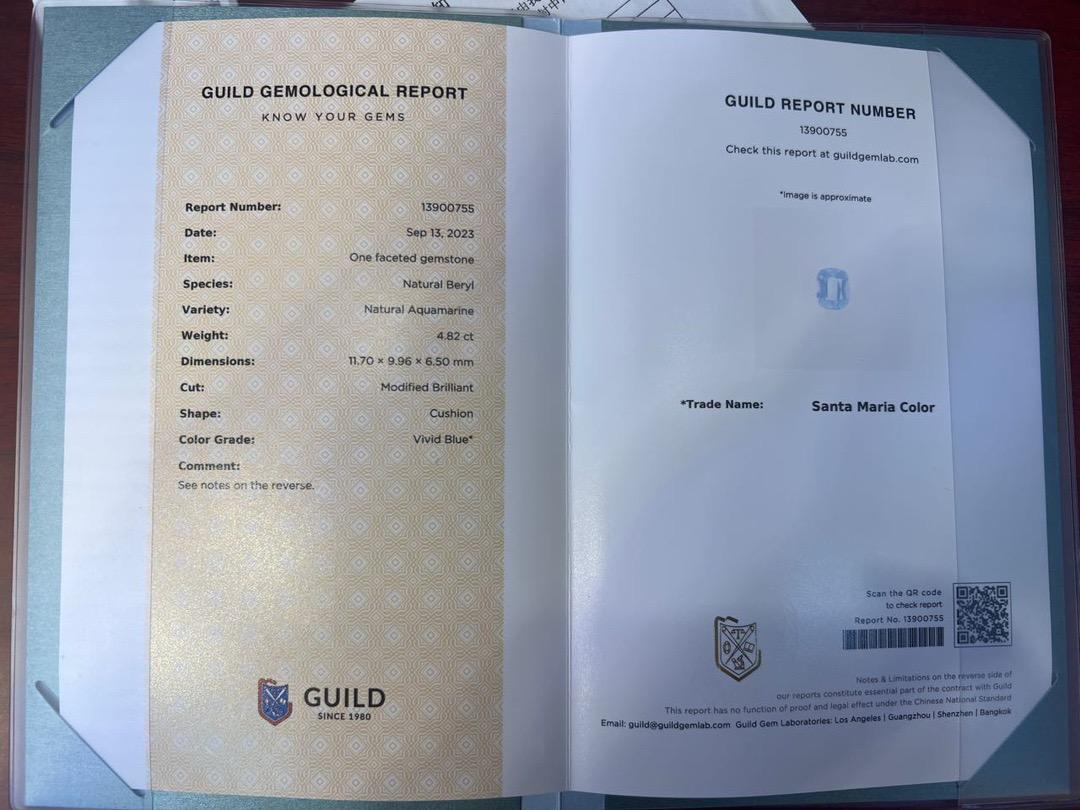 GUILD GEMOLOGICAL REPORT
KNOW YOUR GEMS
Report Number: 13900755
Date: Sep 13, 2023
Item: One faceted gemstone
Species: Natural Beryl
Variety: Natural Aquamarine
Weight: 4.82 ct
Dimensions: 11.70 × 9.96 × 6.50 mm
Cut: Modified Brilliant
Shape: Cushion
Color Grade: Vivid Blue*
Comment:
See notes on the reverse.
GUILD
SINCE 1980
GUILD REPORT NUMBER
13900755
Check this report at guildgemlab.com
*Image is approximate
*Trade Name: Santa Maria Color
Scan the QR code
to check report
Report No. 13900755
Notes & Limitations on the reverse side of
our reports constitute essential part of the contract with Guild
This report has no function of proof and legal effect under the Chinese National Standard
Email: guild@guildgemlab.com Guild Gem Laboratories: Los Angeles | Guangzhou | Shenzhen | Bangkok